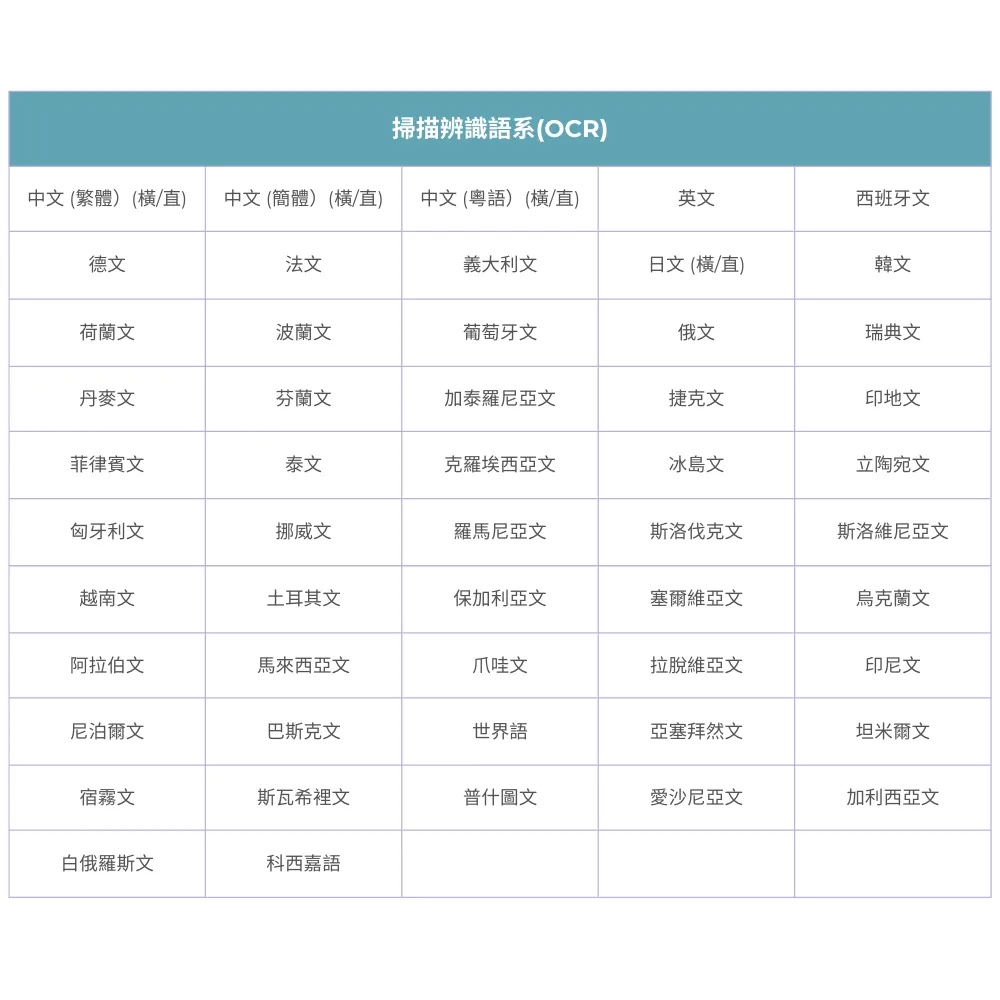 掃描辨識語系(OCR)
中文 (繁體）(橫/直) 中文 (簡體）(橫/直) 中文 (粵語）(橫/直) 英文 西班牙文
德文 法文 義大利文 日文 (橫/直) 韓文
荷蘭文 波蘭文 葡萄牙文 俄文 瑞典文
丹麥文 芬蘭文 加泰羅尼亞文 捷克文 印地文
菲律賓文 泰文 克羅埃西亞文 冰島文 立陶宛文
匈牙利文 挪威文 羅馬尼亞文 斯洛伐克文 斯洛維尼亞文
越南文 土耳其文 保加利亞文 塞爾維亞文 烏克蘭文
阿拉伯文 馬來西亞文 爪哇文 拉脫維亞文 印尼文
尼泊爾文 巴斯克文 世界語 亞塞拜然文 坦米爾文
宿霧文 斯瓦希裡文 普什圖文 愛沙尼亞文 加利西亞文
白俄羅斯文 科西嘉語